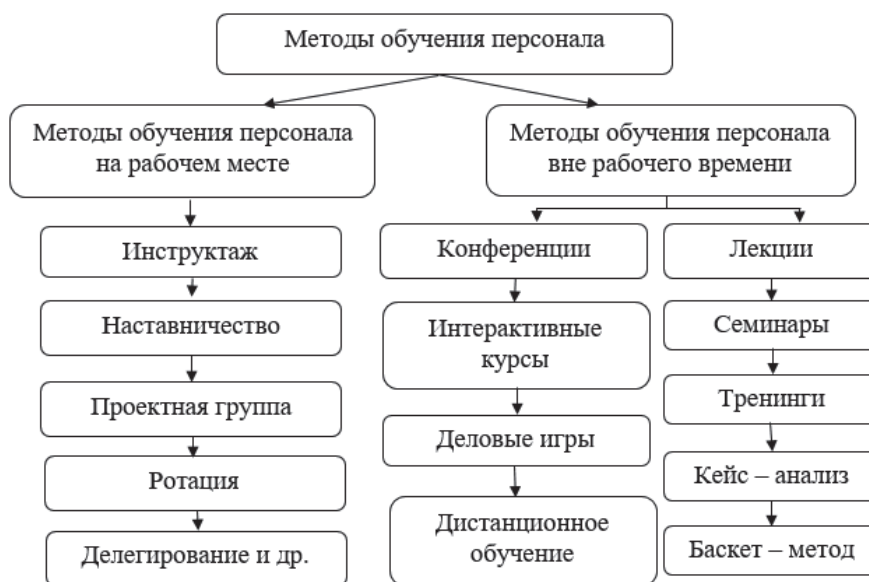 Методы обучения персонала
Методы обучения персонала
на рабочем месте
Инструктаж
Наставничество
Проектная группа
Ротация
Делегирование и др.
Методы обучения персонала
вне рабочего времени
Конференции
Интерактивные
курсы
Деловые игры
Дистанционное
обучение
Лекции
Семинары
Тренинги
Кейс – анализ
Баскет – метод